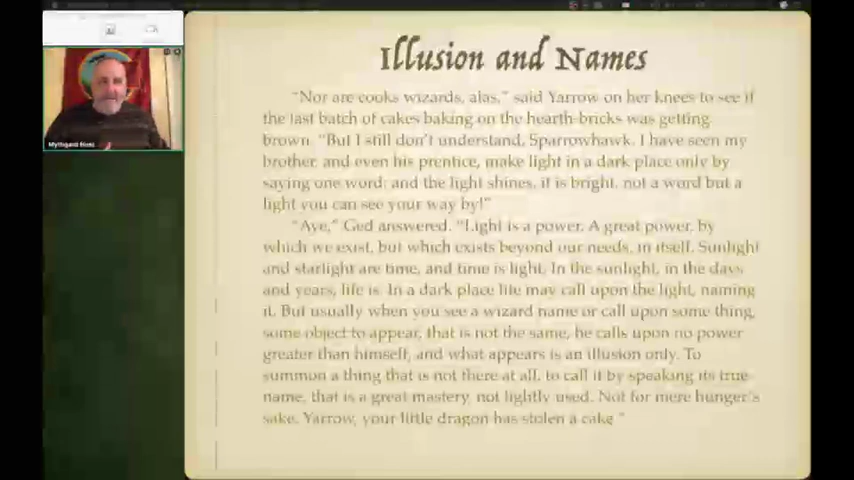 Illusion and Names
"Nor are cooks wizards, alas," said Yarrow on her knees to see if
the last batch of cakes baking on the hearth-bricks was getting
brown. "But I still don't understand, Sparrowhawk. I have seen my
brother, and even his prentice, make light in a dark place only by
saying one word: and the light shines, it is bright, not a word but a
light you can see your way by!"
"Aye," Ged answered. "Light is a power. A great power, by
which we exist, but which exists beyond our needs, in itself. Sunlight
and starlight are time, and time is light. In the sunlight, in the days
and years, life is. In a dark place life may call upon the light, naming
it. But usually when you see a wizard name or call upon some thing,
some object to appear, that is not the same, he calls upon no power
greater than himself, and what appears is an illusion only. To
summon a thing that is not there at all, to call it by speaking its true
name, that is a great mastery, not lightly used. Not for mere hunger's
sake. Yarrow, your little dragon has stolen a cake."
Mythgard